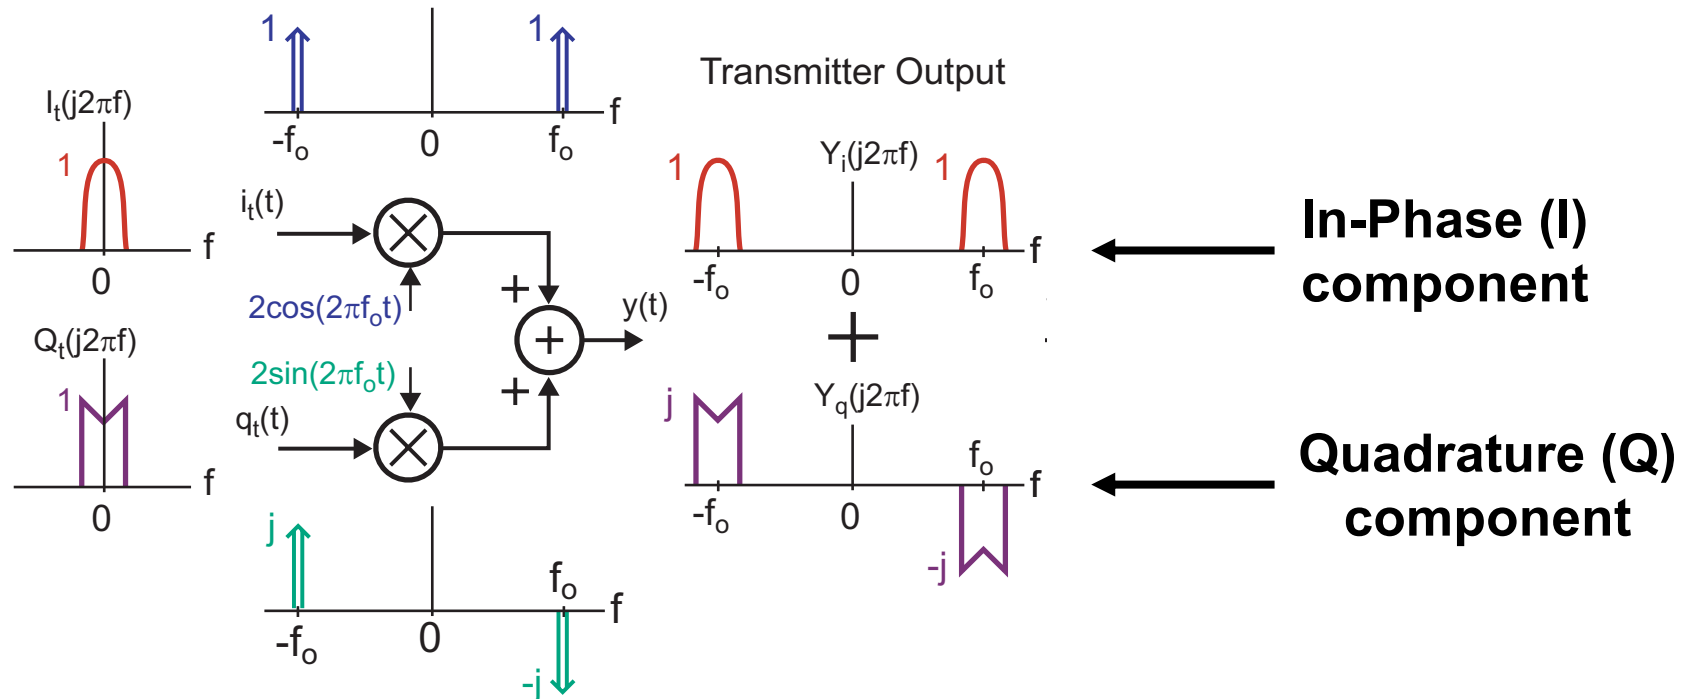 1 1
-fₒ 0 fₒ f
Transmitter Output
Iₜ(j2πf)
1
0 f
iₜ(t)
2cos(2πfₒt)
+
y(t)
+
2sin(2πfₒt)
qₜ(t)
+
Qₜ(j2πf)
1
0 f
j
-fₒ 0 fₒ f
-j
Yᵢ(j2πf)
1 1
-fₒ 0 fₒ f
+
Y_q(j2πf)
j
-fₒ 0 fₒ f
-j
In-Phase (I)
component
Quadrature (Q)
component